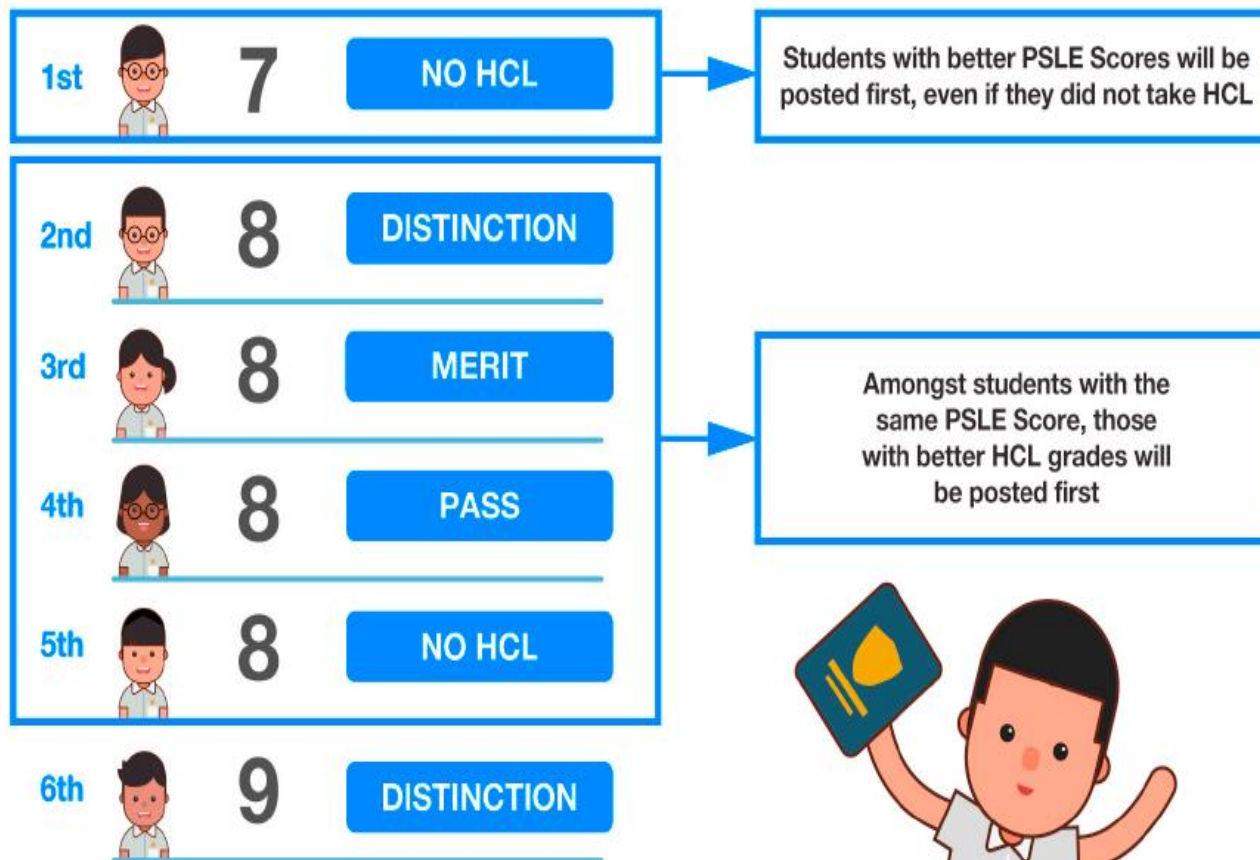 1st 7 NO HCL
Students with better PSLE Scores will be
posted first, even if they did not take HCL
2nd 8 DISTINCTION
3rd 8 MERIT
4th 8 PASS
5th 8 NO HCL
Amongst students with the
same PSLE Score, those
with better HCL grades will
be posted first
6th 9 DISTINCTION